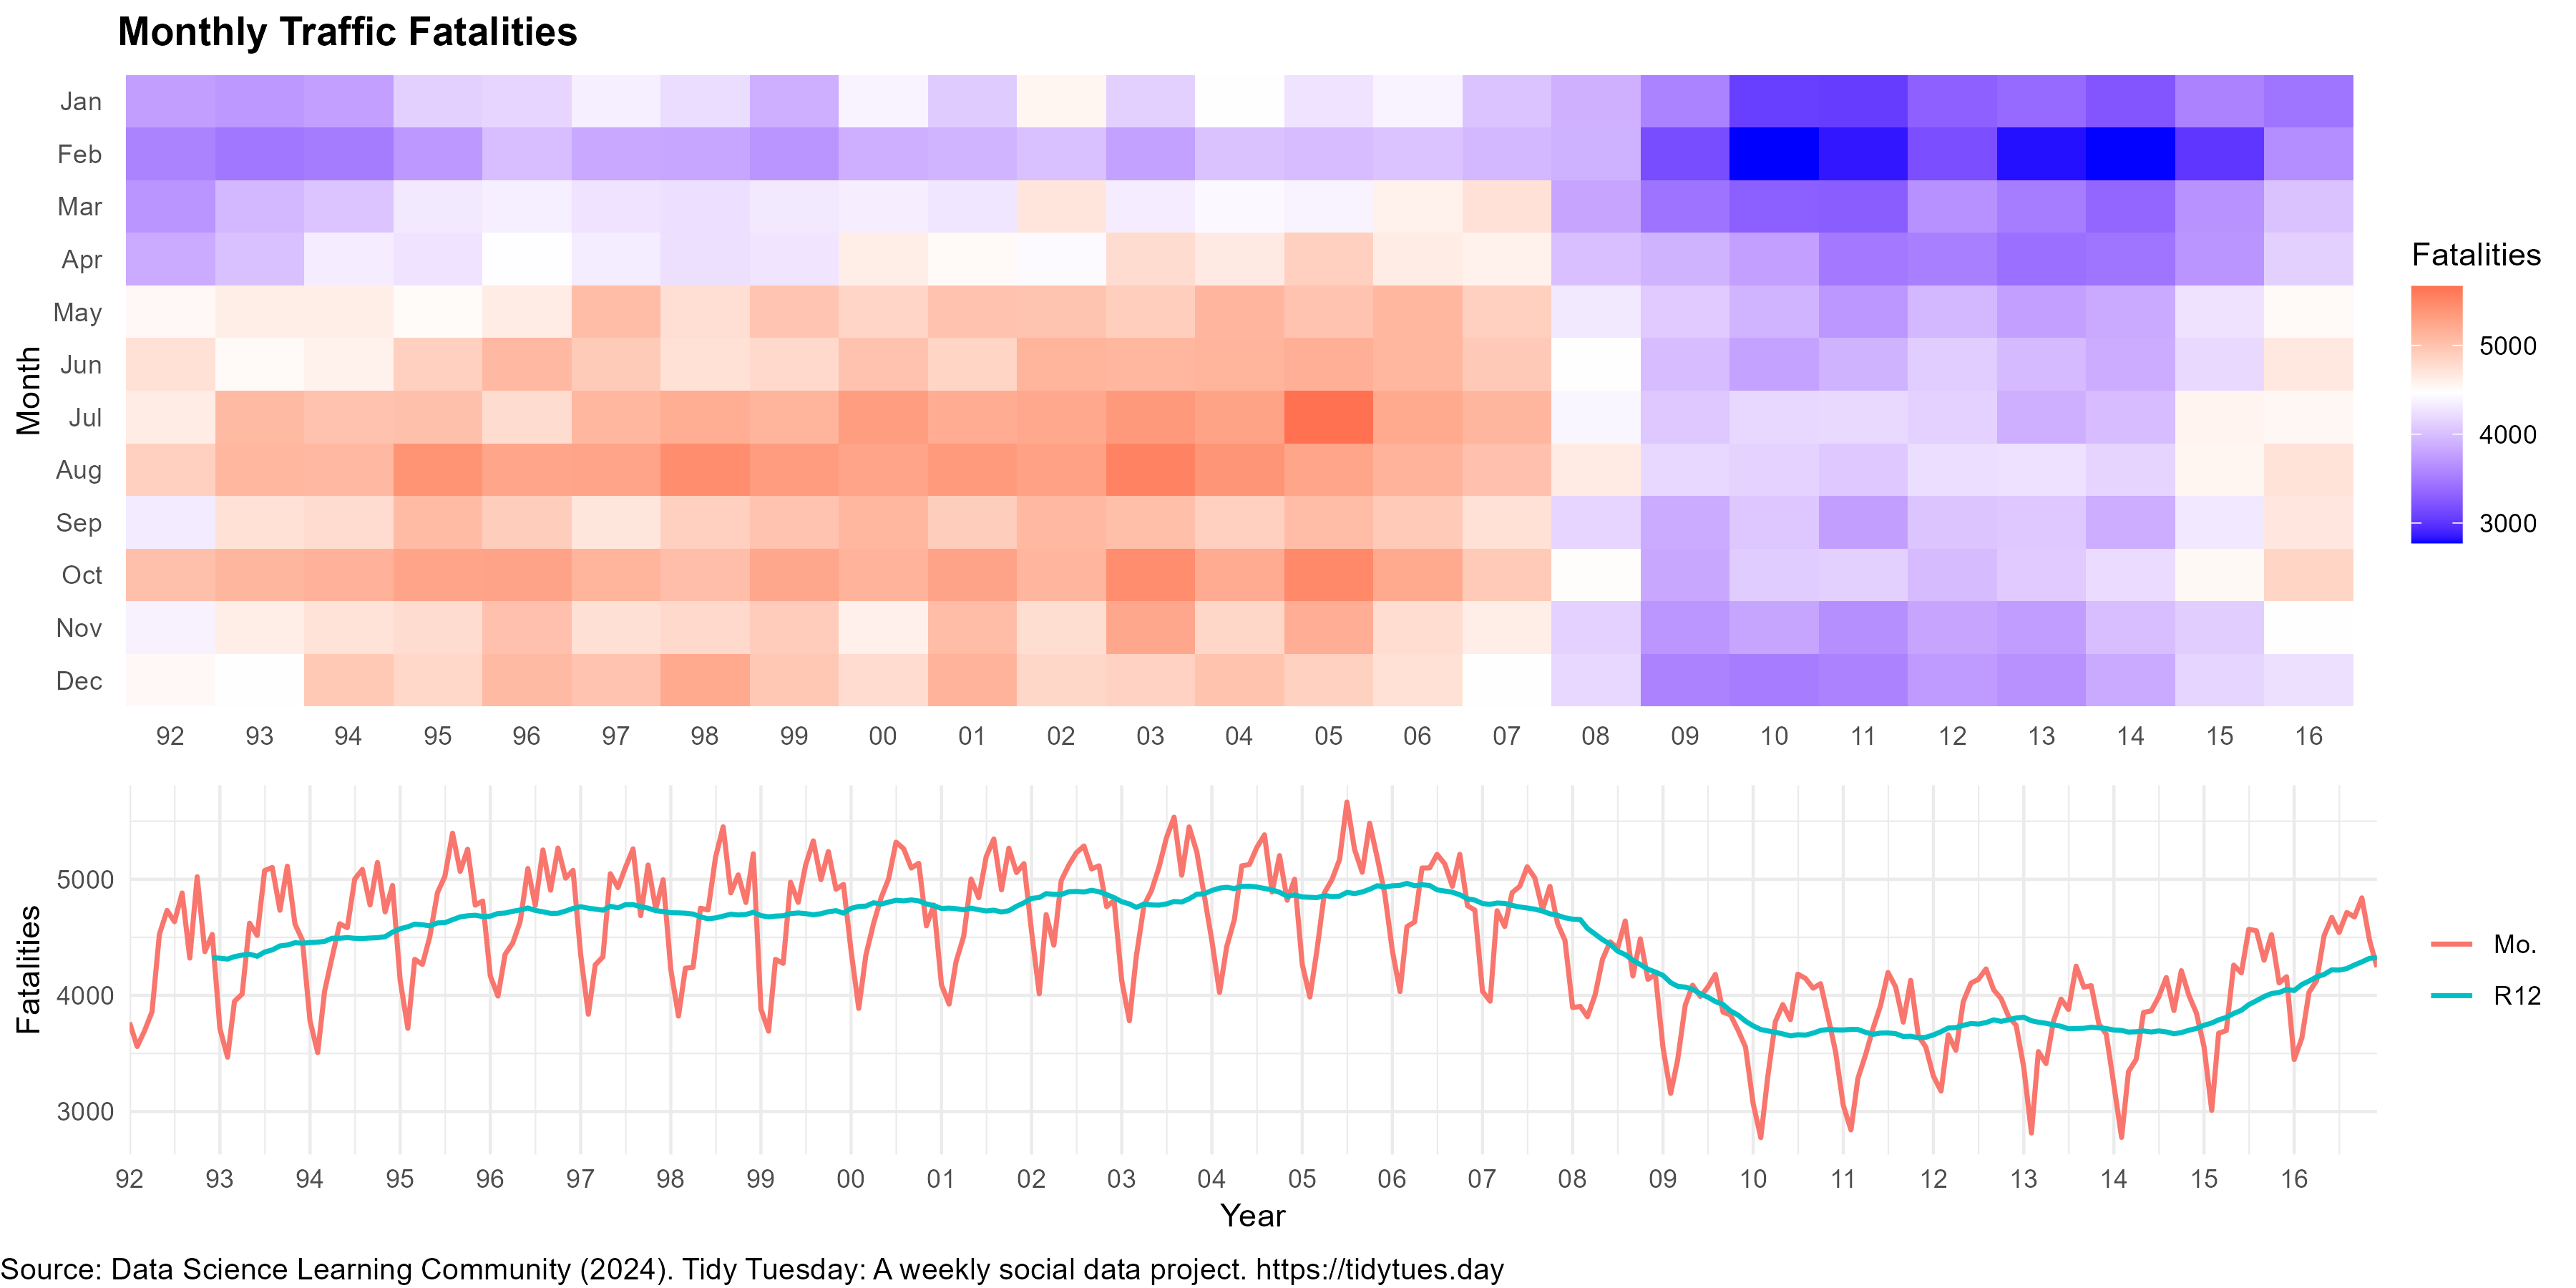 Monthly Traffic Fatalities
Month
Jan
Feb
Mar
Apr
May
Jun
Jul
Aug
Sep
Oct
Nov
Dec
92 93 94 95 96 97 98 99 00 01 02 03 04 05 06 07 08 09 10 11 12 13 14 15 16
Fatalities
5000
4000
3000
Fatalities
5000
4000
3000
92 93 94 95 96 97 98 99 00 01 02 03 04 05 06 07 08 09 10 11 12 13 14 15 16
Year
Mo.
R12
Source: Data Science Learning Community (2024). Tidy Tuesday: A weekly social data project. https://tidytues.day